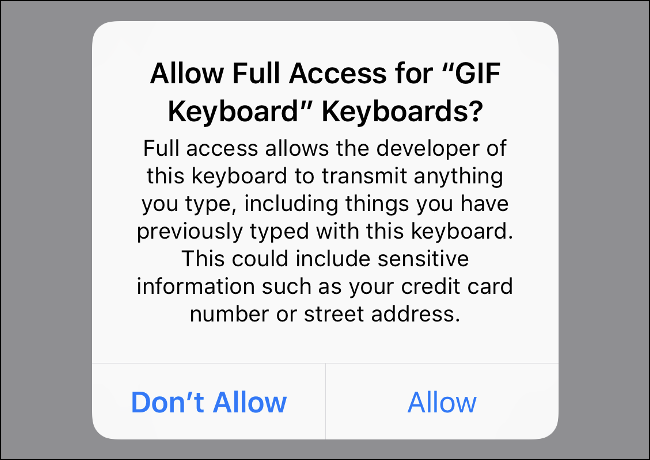 Allow Full Access for “GIF
Keyboard” Keyboards?
Full access allows the developer of
this keyboard to transmit anything
you type, including things you have
previously typed with this keyboard.
This could include sensitive
information such as your credit card
number or street address.
Don’t Allow
Allow